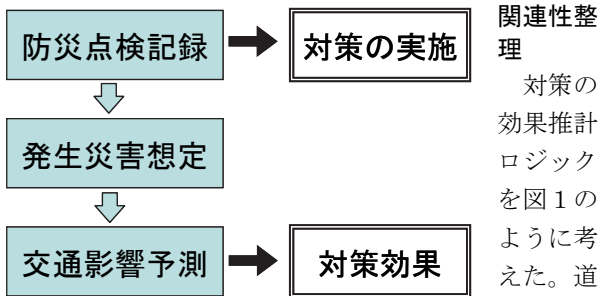 防災点検記録
対策の実施
発生災害想定
交通影響予測
対策効果
関連性整
理
　対策の
効果推計
ロジック
を図１の
ように考
えた。道